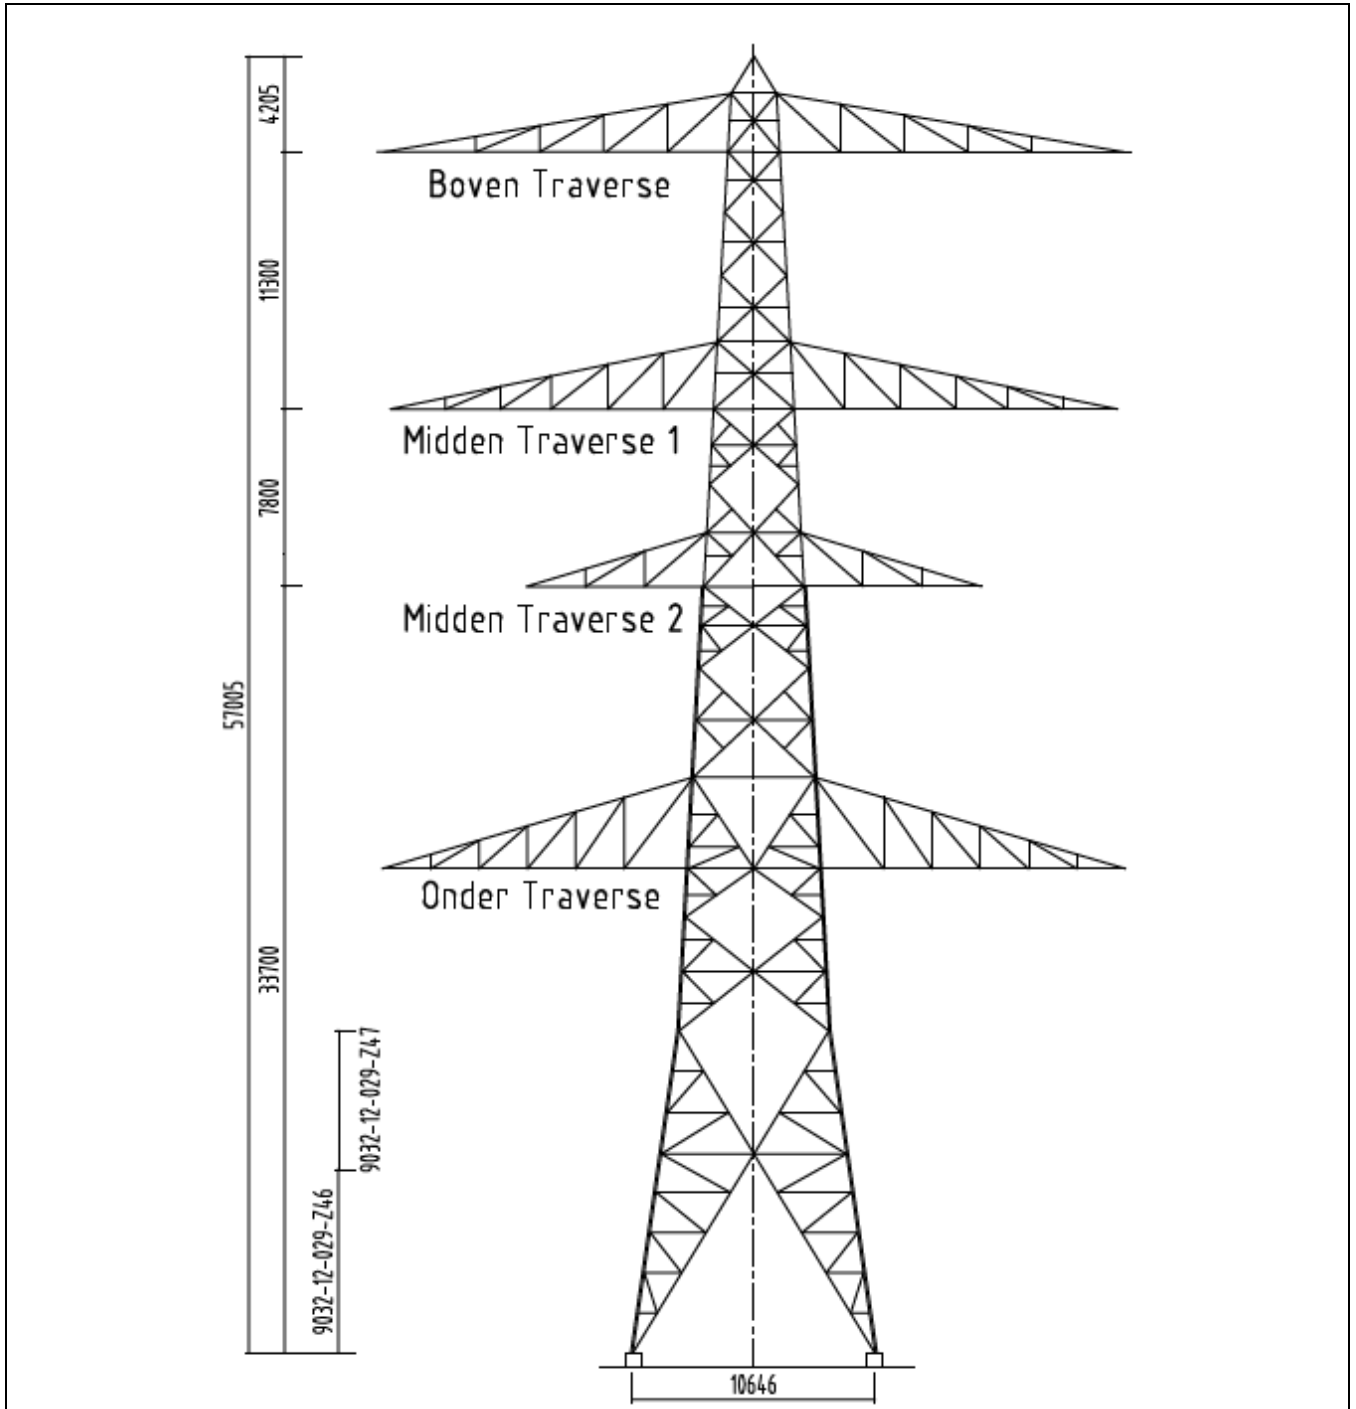 4205
Boven Traverse
11300
Midden Traverse 1
7800
Midden Traverse 2
57005
Onder Traverse
33700
9032-12-029-Z47
9032-12-029-Z46
10646